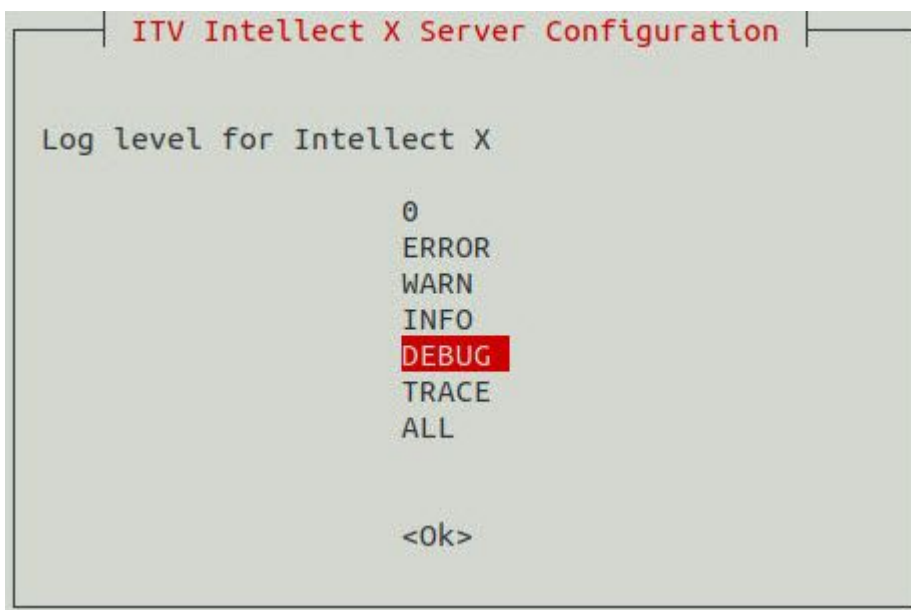 ITV Intellect X Server Configuration
Log level for Intellect X
0
ERROR
WARN
INFO
DEBUG
TRACE
ALL
<Ok>